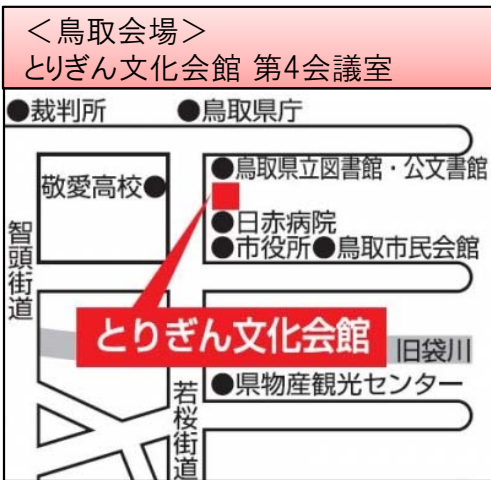 <鳥取会場>
とりぎん文化会館 第4会議室
●裁判所
●鳥取県庁
●鳥取県立図書館・公文書館
敬愛高校●
●日赤病院
●市役所●鳥取市民会館
智頭街道
とりぎん文化会館
旧袋川
●県物産観光センター
若桜街道